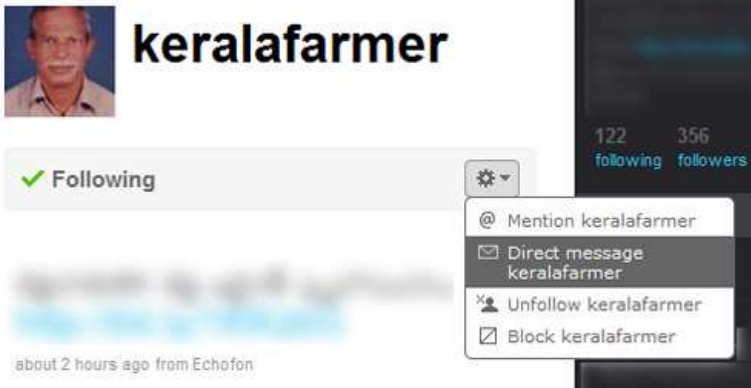 keralafarmer
122 356
following followers
Following
@ Mention keralafarmer
Direct message
keralafarmer
Unfollow keralafarmer
Block keralafarmer
about 2 hours ago from Echofon